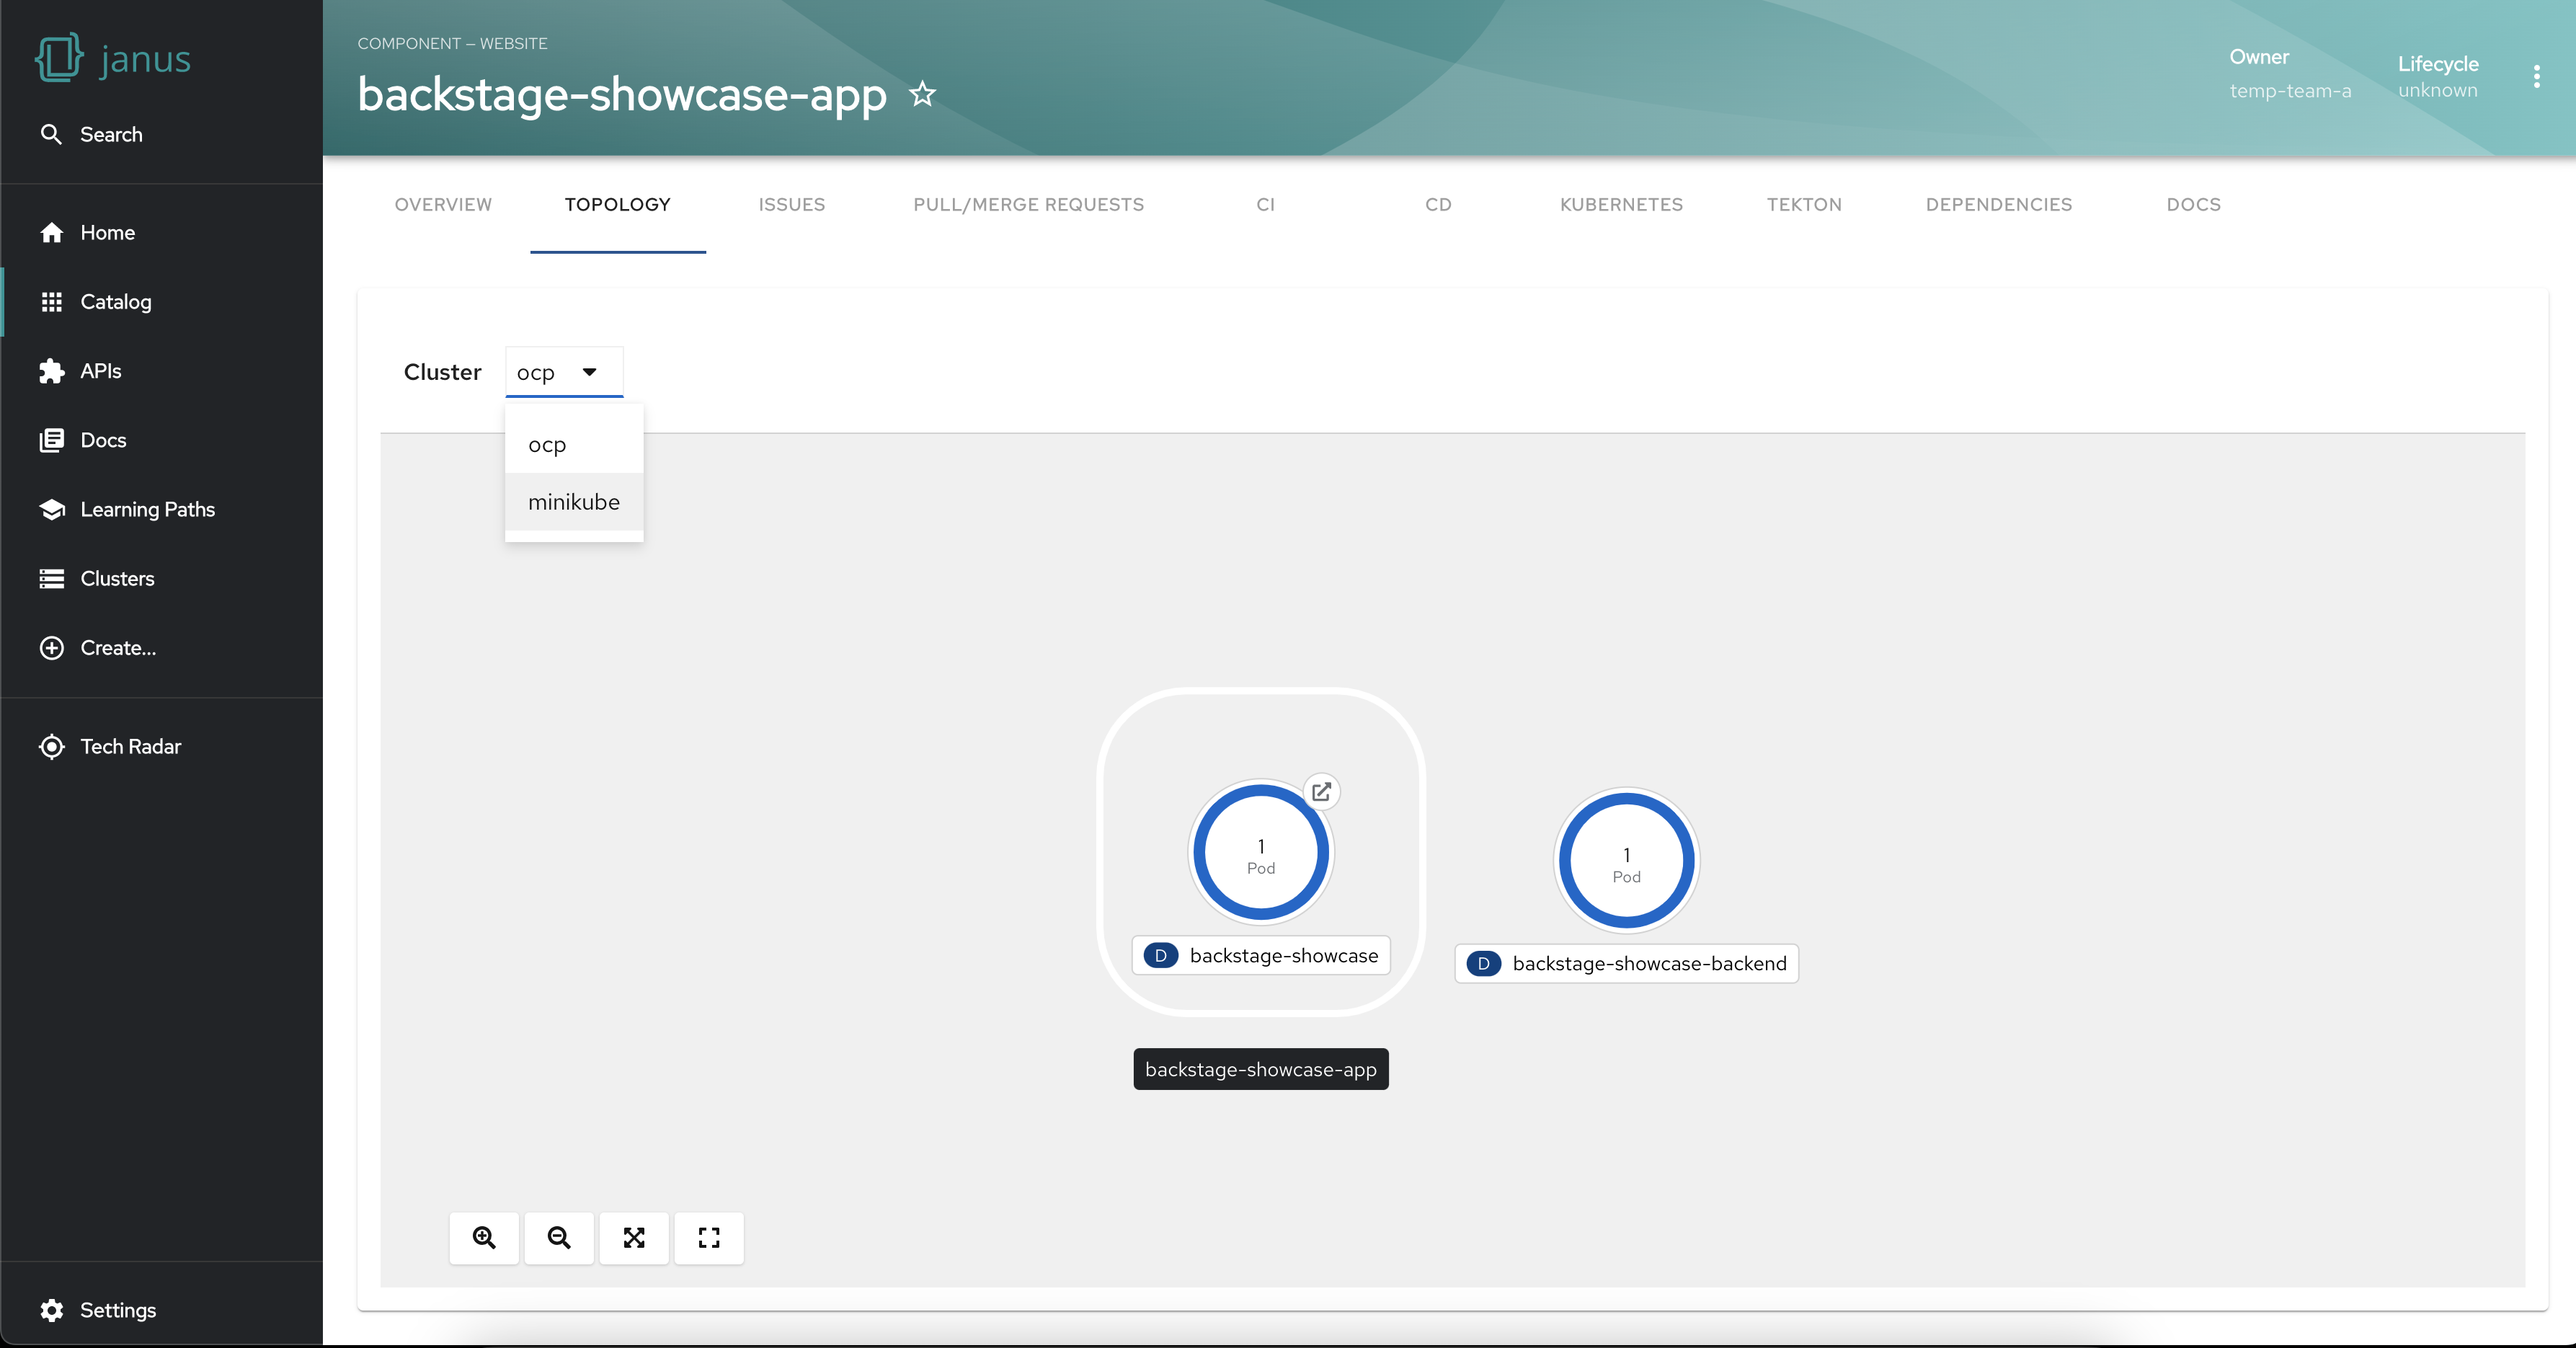 janus
Search
Home
Catalog
APIs
Docs
Learning Paths
Clusters
Create...
Tech Radar
Settings
COMPONENT — WEBSITE
backstage-showcase-app
Owner
temp-team-a
Lifecycle
unknown
OVERVIEW
TOPOLOGY
ISSUES
PULL/MERGE REQUESTS
CI
CD
KUBERNETES
TEKTON
DEPENDENCIES
DOCS
Cluster
ocp
ocp
minikube
1
Pod
D backstage-showcase
backstage-showcase-app
1
Pod
D backstage-showcase-backend